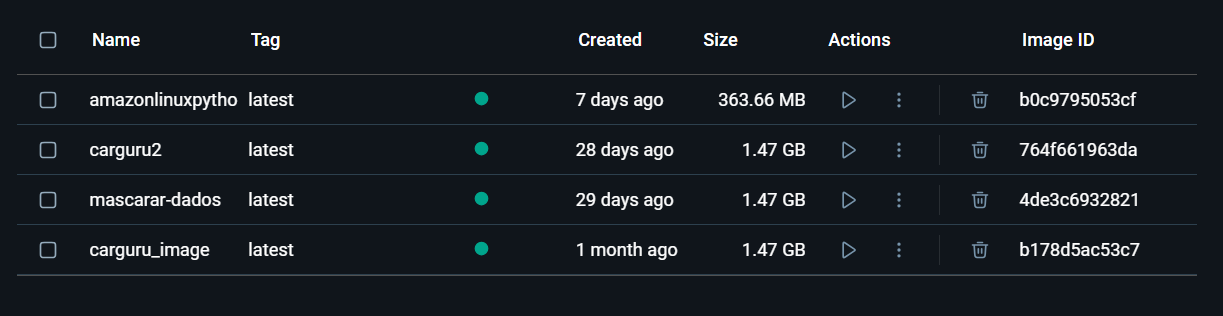 Name Tag Created Size Actions Image ID
amazonlinuxpytho latest 7 days ago 363.66 MB b0c9795053cf
carguru2 latest 28 days ago 1.47 GB 764f661963da
mascarar-dados latest 29 days ago 1.47 GB 4de3c6932821
carguru_image latest 1 month ago 1.47 GB b178d5ac53c7